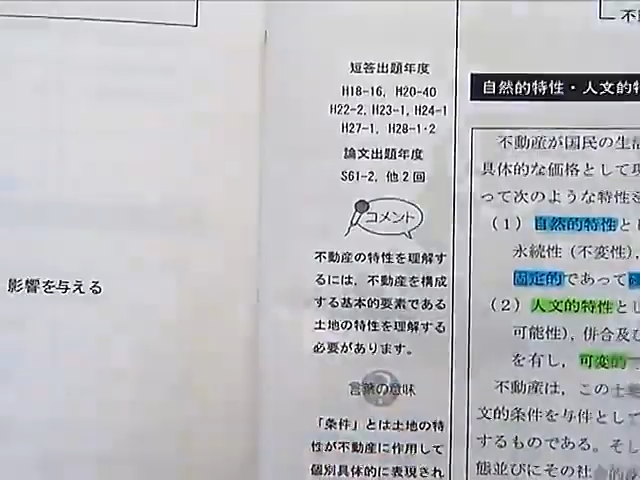 影響を与える
短答出題年度
H18-16, H20-40
H22-2, H23-1, H24-1
H27-1, H28-1・2
論文出題年度
S61-2, 他2回
コメント
不動産の特性を理解す
るには，不動産を構成
する基本的要素である
土地の特性を理解する
必要があります。
言葉の意味
「条件」とは土地の特
性が不動産に作用して
個別具体的に表現され
不
自然的特性・人文的特
不動産が国民の生
具体的な価格として
って次のような特性
(1) 自然的特性とし
永続性（不変性），
固定的であって
(2) 人文的特性とし
可能性），併合及び
を有し，可変的
不動産は，この土
文的条件を与件として
するものである。そし
態並びにその社会的